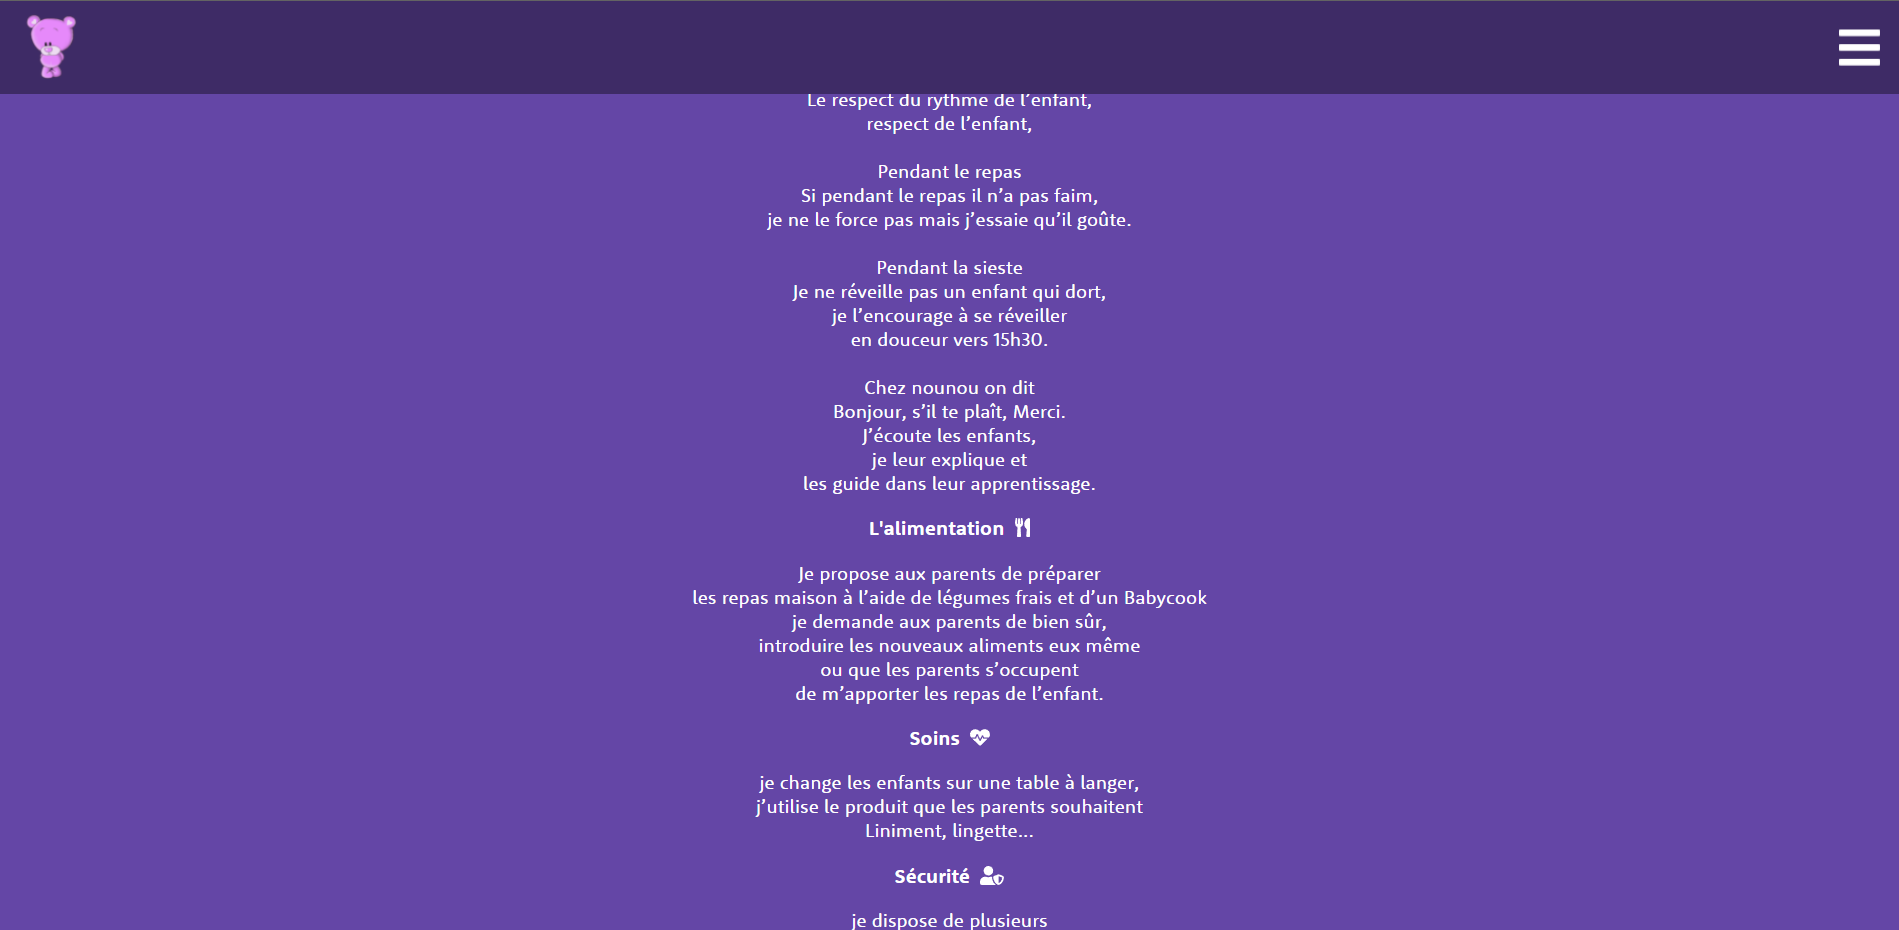 Le respect du rythme de l’enfant,
respect de l’enfant,
Pendant le repas
Si pendant le repas il n’a pas faim,
je ne le force pas mais j’essaie qu’il goûte.
Pendant la sieste
Je ne réveille pas un enfant qui dort,
je l’encourage à se réveiller
en douceur vers 15h30.
Chez nounou on dit
Bonjour, s’il te plaît, Merci.
J’écoute les enfants,
je leur explique et
les guide dans leur apprentissage.
L'alimentation
Je propose aux parents de préparer
les repas maison à l’aide de légumes frais et d’un Babycook
je demande aux parents de bien sûr,
introduire les nouveaux aliments eux même
ou que les parents s’occupent
de m’apporter les repas de l’enfant.
Soins
je change les enfants sur une table à langer,
j’utilise le produit que les parents souhaitent
Liniment, lingette...
Sécurité
je dispose de plusieurs